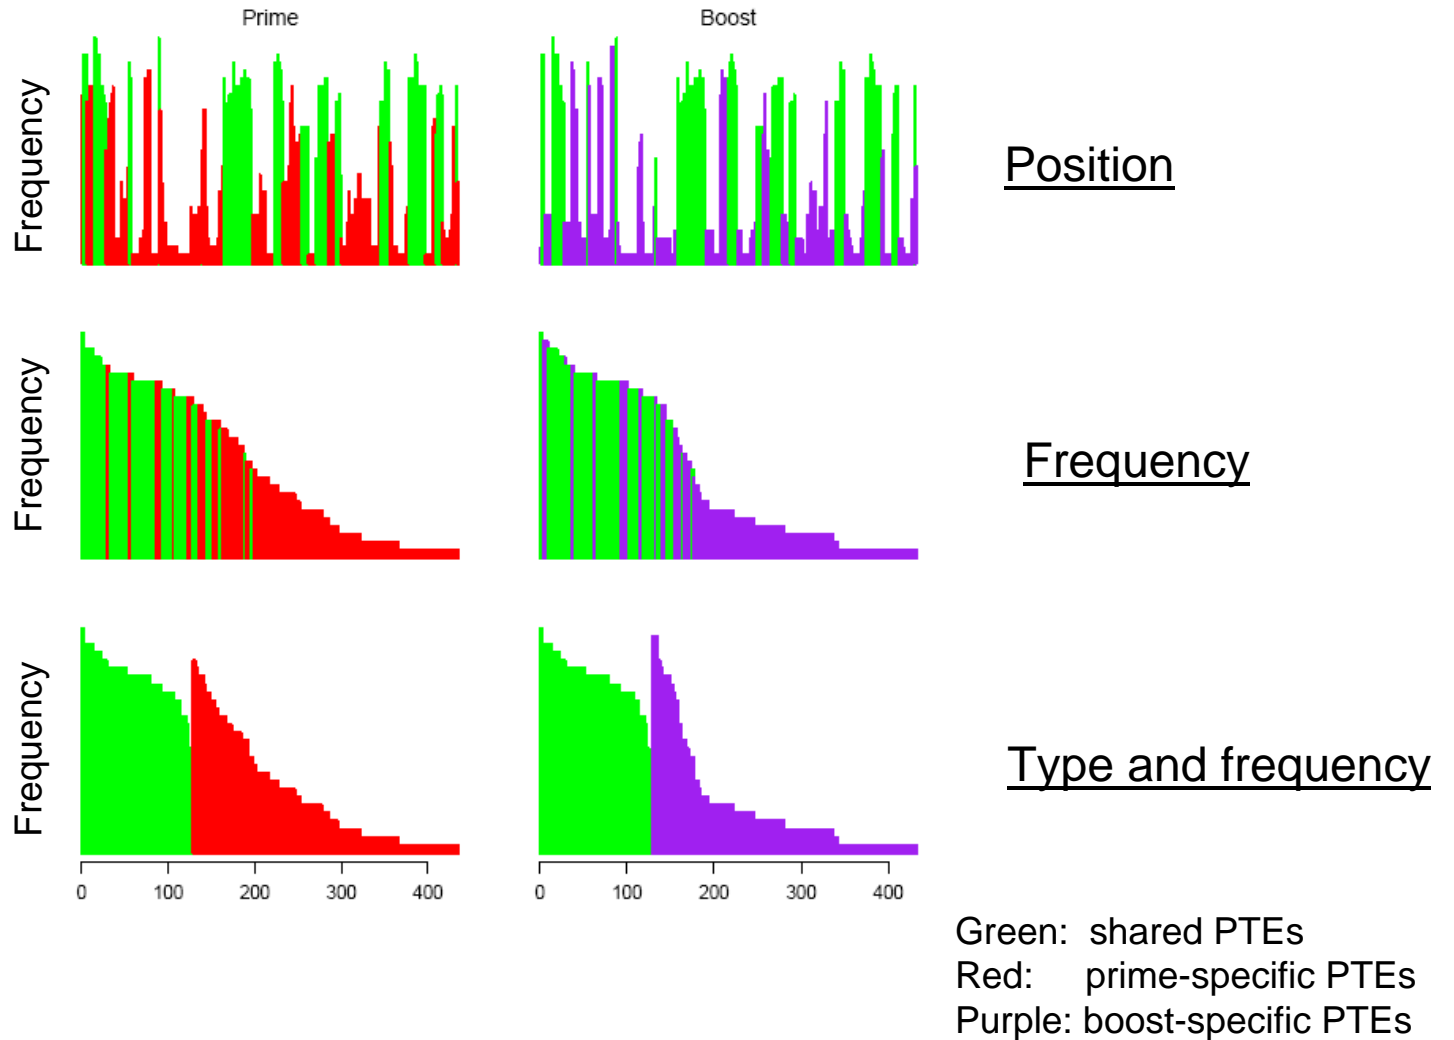 Prime
Boost
Frequency
Position
Frequency
Frequency
Frequency
Type and frequency
0 100 200 300 400
0 100 200 300 400
Green: shared PTEs
Red: prime-specific PTEs
Purple: boost-specific PTEs